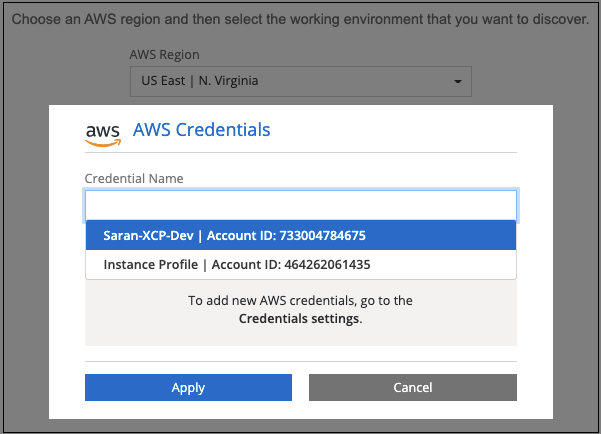 Choose an AWS region and then select the working environment that you want to discover.
AWS Region
US East | N. Virginia
aws AWS Credentials
Credential Name
Saran-XCP-Dev | Account ID: 733004784675
Instance Profile | Account ID: 464262061435
To add new AWS credentials, go to the
Credentials settings.
Apply Cancel